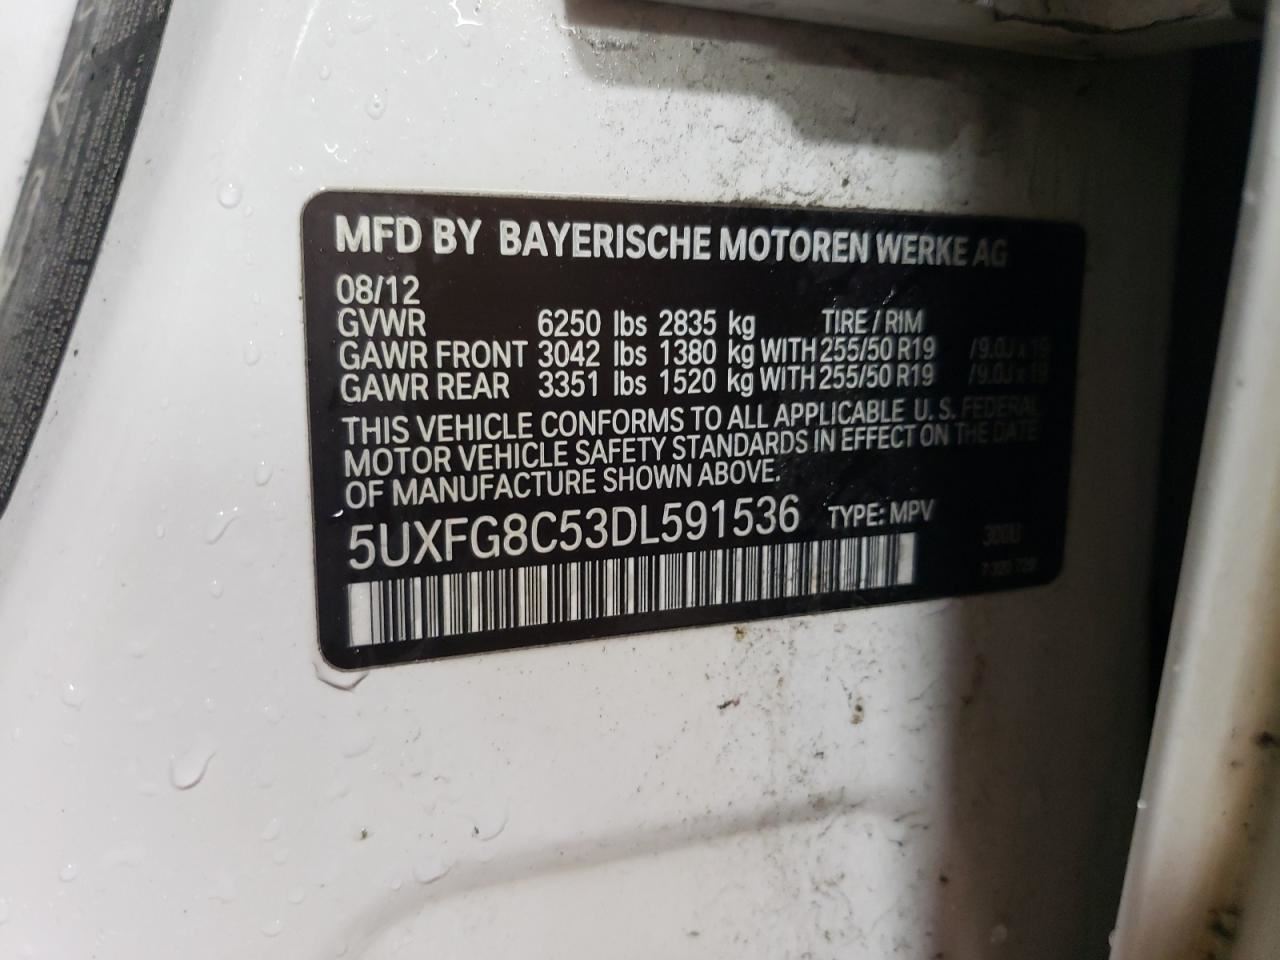 MFD BY BAYERISCHE MOTOREN WERKE AG
08/12
GVWR 6250 lbs 2835 kg TIRE / RIM
GAWR FRONT 3042 lbs 1380 kg WITH 255/50 R19 /9.0J x 19
GAWR REAR 3351 lbs 1520 kg WITH 255/50 R19 /9.0J x 19
THIS VEHICLE CONFORMS TO ALL APPLICABLE U. S. FEDERAL
MOTOR VEHICLE SAFETY STANDARDS IN EFFECT ON THE DATE
OF MANUFACTURE SHOWN ABOVE.
5UXFG8C53DL591536 TYPE: MPV